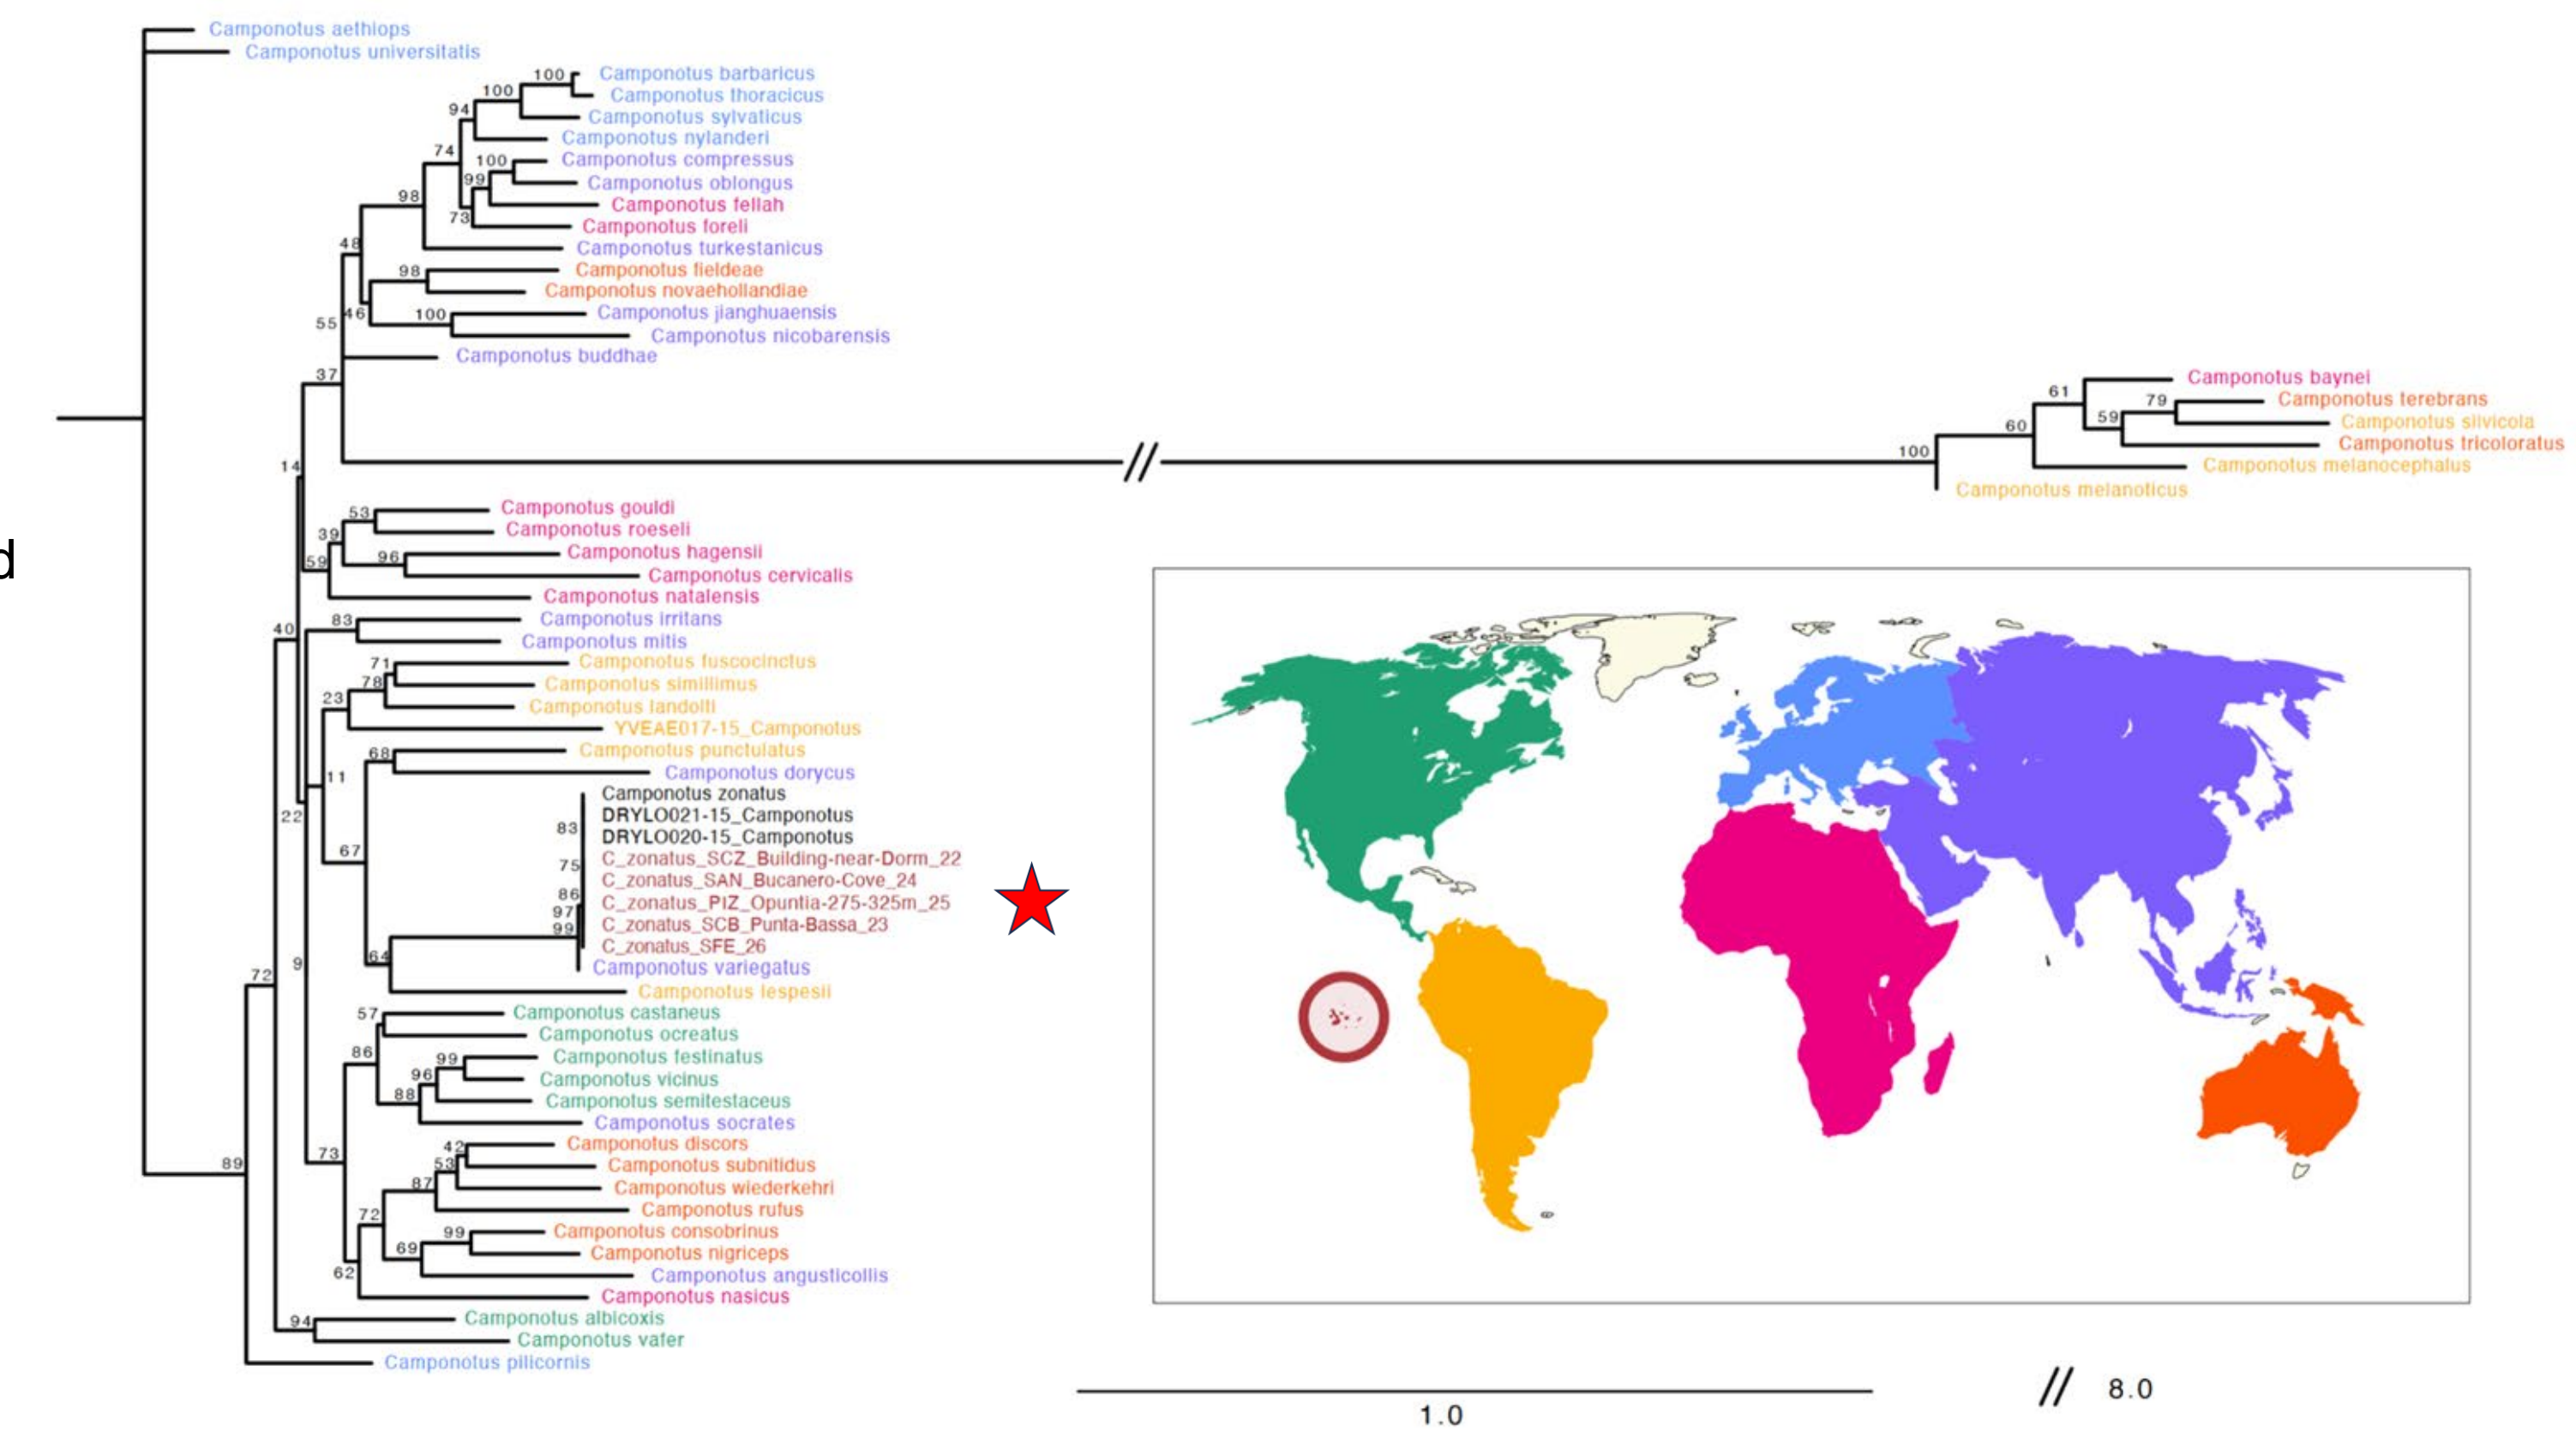 Camponotus aethiops
Camponotus universitatis
100 Camponotus barbaricus
100 Camponotus thoracicus
94 Camponotus sylvaticus
Camponotus nylanderi
74 100 Camponotus compressus
99 Camponotus oblongus
98 Camponotus fellah
73 Camponotus foreli
48 Camponotus turkestanicus
98 Camponotus fieldeae
Camponotus novaehollandiae
55 46 100 Camponotus jianghuaensis
Camponotus nicobarensis
Camponotus buddhae
37
61 Camponotus baynei
79 Camponotus terebrans
60 59 Camponotus silvicola
100 Camponotus tricoloratus
14 // Camponotus melanocephalus
Camponotus melanoticus
53 Camponotus gouldi
39 Camponotus roeseli
d 59 96 Camponotus hagensii
Camponotus cervicalis
Camponotus natalensis
40 83 Camponotus irritans
Camponotus mitis
71 Camponotus fuscocinctus
78 Camponotus simillimus
23 Camponotus landolti
YVEAE017-15_Camponotus
68 Camponotus punctulatus
11 Camponotus dorycus
Camponotus zonatus
22 DRYLO021-15_Camponotus
83 DRYLO020-15_Camponotus
67 75 C_zonatus_SCZ_Building-near-Dorm_22
86 C_zonatus_SAN_Bucanero-Cove_24
97 C_zonatus_PIZ_Opuntia-275-325m_25
99 C_zonatus_SCB_Punta-Bassa_23
C_zonatus_SFE_26
72 9 64 Camponotus variegatus
Camponotus lespesii
57 Camponotus castaneus
Camponotus ocreatus
86 99 Camponotus festinatus
96 Camponotus vicinus
88 Camponotus semitestaceus
Camponotus socrates
89 73 42 Camponotus discors
53 Camponotus subnitidus
87 Camponotus wiederkehri
72 Camponotus rufus
99 Camponotus consobrinus
69 Camponotus nigriceps
62 Camponotus angusticollis
Camponotus nasicus
94 Camponotus albicoxis
Camponotus vafer
Camponotus pilicornis
// 8.0
1.0